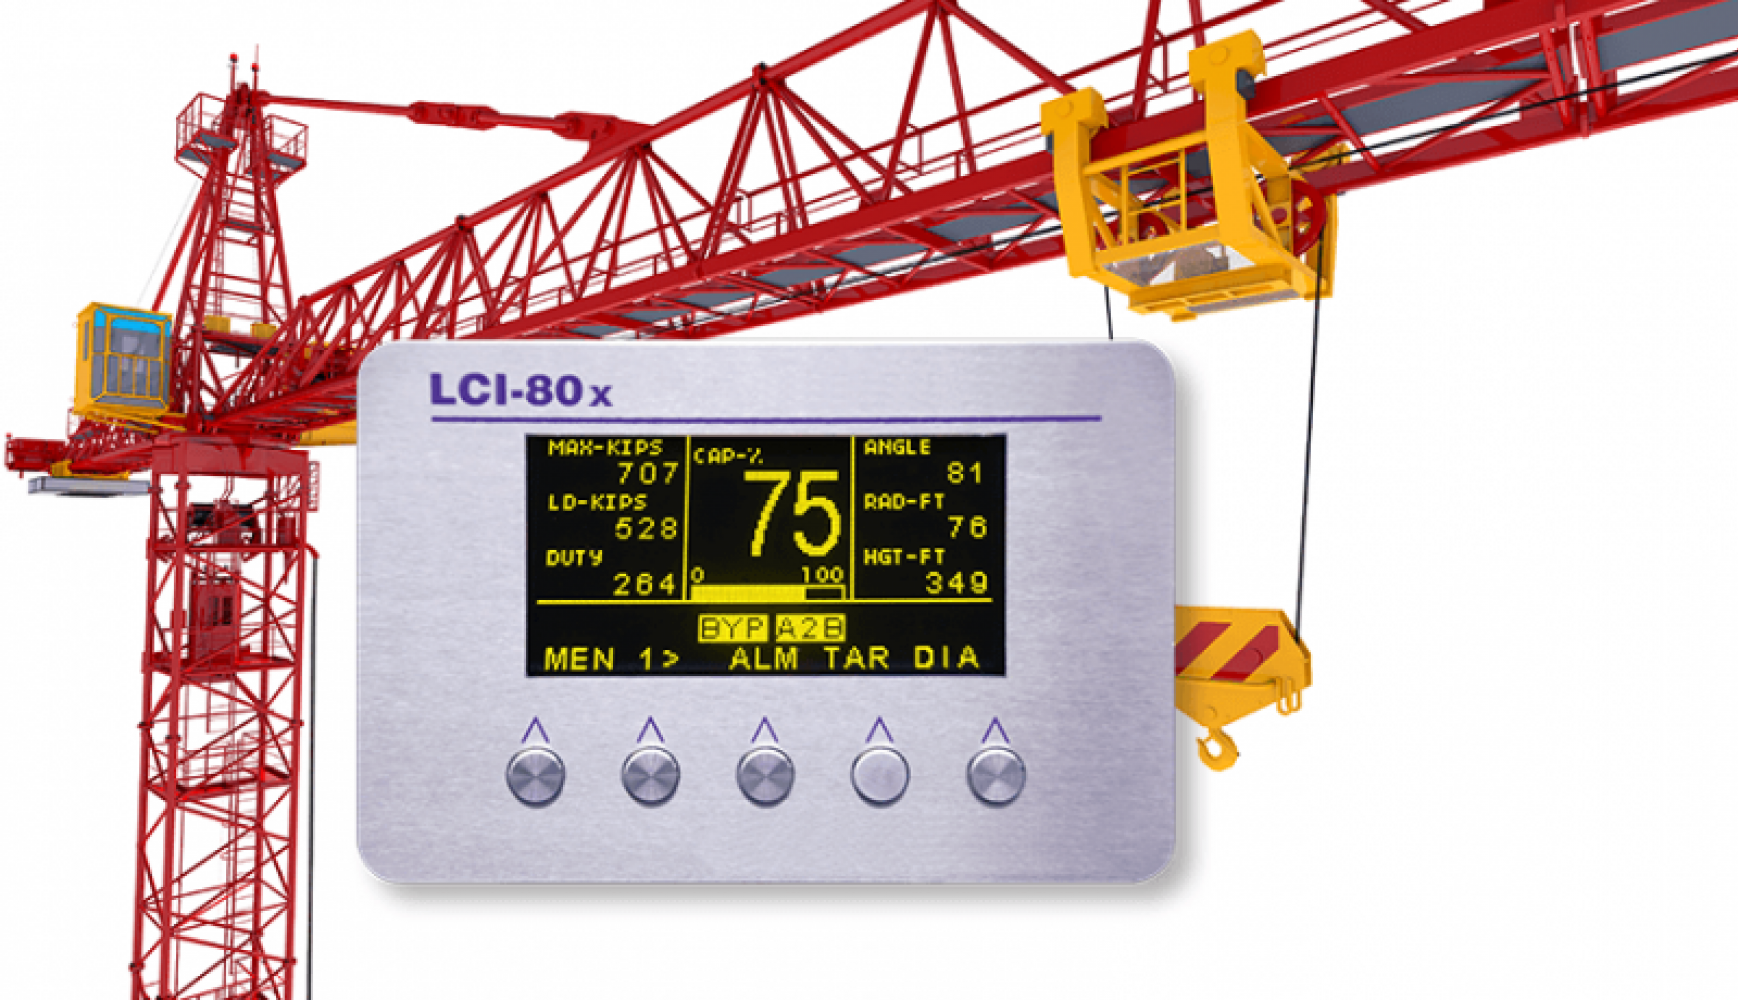 LCI-80x
MAX-KIPS
707
LD-KIPS
528
DUTY
264
CAP-%
75
0 100
ANGLE
81
RAD-FT
76
HGT-FT
349
BYP A2B
MEN 1> ALM TAR DIA